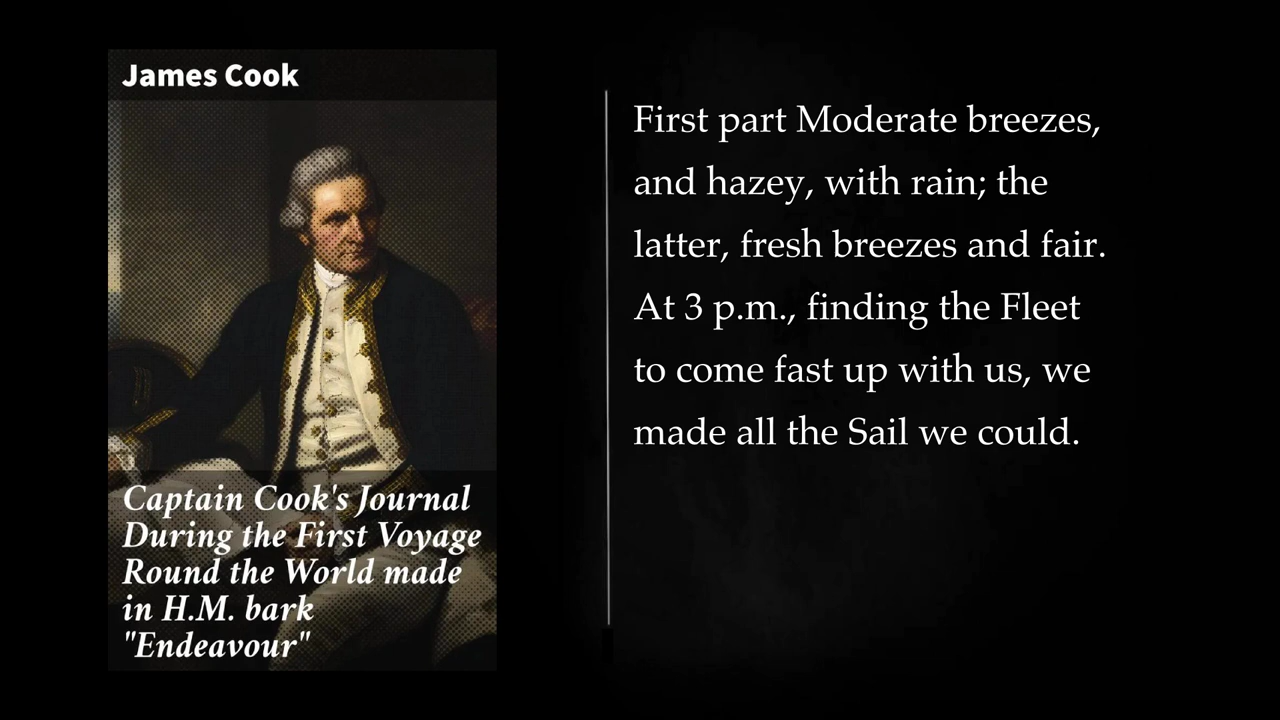 James Cook
Captain Cook's Journal
During the First Voyage
Round the World made
in H.M. bark
"Endeavour"
First part Moderate breezes,
and hazey, with rain; the
latter, fresh breezes and fair.
At 3 p.m., finding the Fleet
to come fast up with us, we
made all the Sail we could.